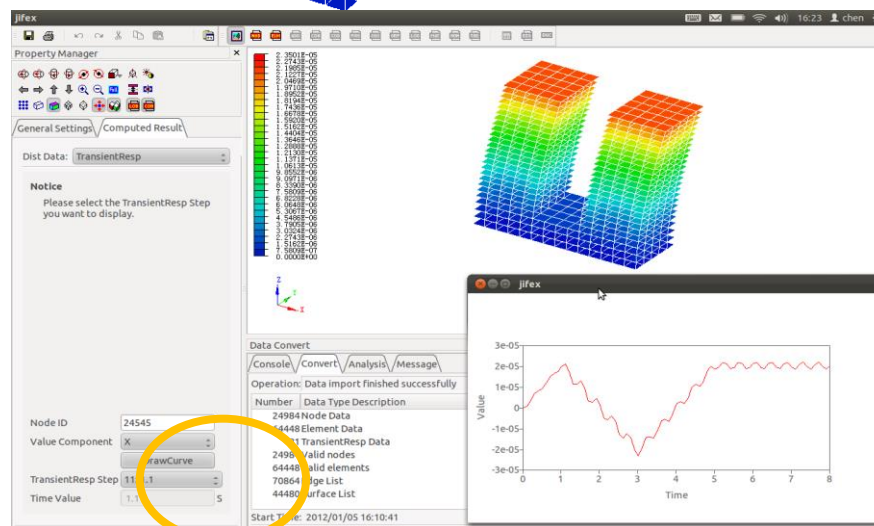 jifex
16:23 chen
Property Manager
General Settings Computed Result
Dist Data: TransientResp
Notice
Please select the TransientResp Step
you want to display.
Node ID 24545
Value Component X
DrawCurve
TransientResp Step
Time Value S
2.3501E-05
2.2743E-05
2.1985E-05
2.1227E-05
2.0469E-05
1.9710E-05
1.8952E-05
1.8194E-05
1.7436E-05
1.6678E-05
1.5920E-05
1.5162E-05
1.4404E-05
1.3646E-05
1.2888E-05
1.2130E-05
1.1371E-05
1.0613E-05
9.8552E-06
9.0971E-06
8.3390E-06
7.5809E-06
6.8228E-06
6.0648E-06
5.3067E-06
4.5486E-06
3.7905E-06
3.0324E-06
2.2743E-06
1.5162E-06
7.5809E-07
0.0000E+00
Z
X
Data Convert
Console Convert Analysis Message
Operation: Data import finished successfully
Number Data Type Description
24984 Node Data
64448 Element Data
TransientResp Data
Valid nodes
64448 Valid elements
70864 Edge List
44480 Surface List
Start Time: 2012/01/05 16:10:41
jifex
3e-05
2e-05
1e-05
0
-1e-05
-2e-05
-3e-05
Value
0 1 2 3 4 5 6 7 8
Time